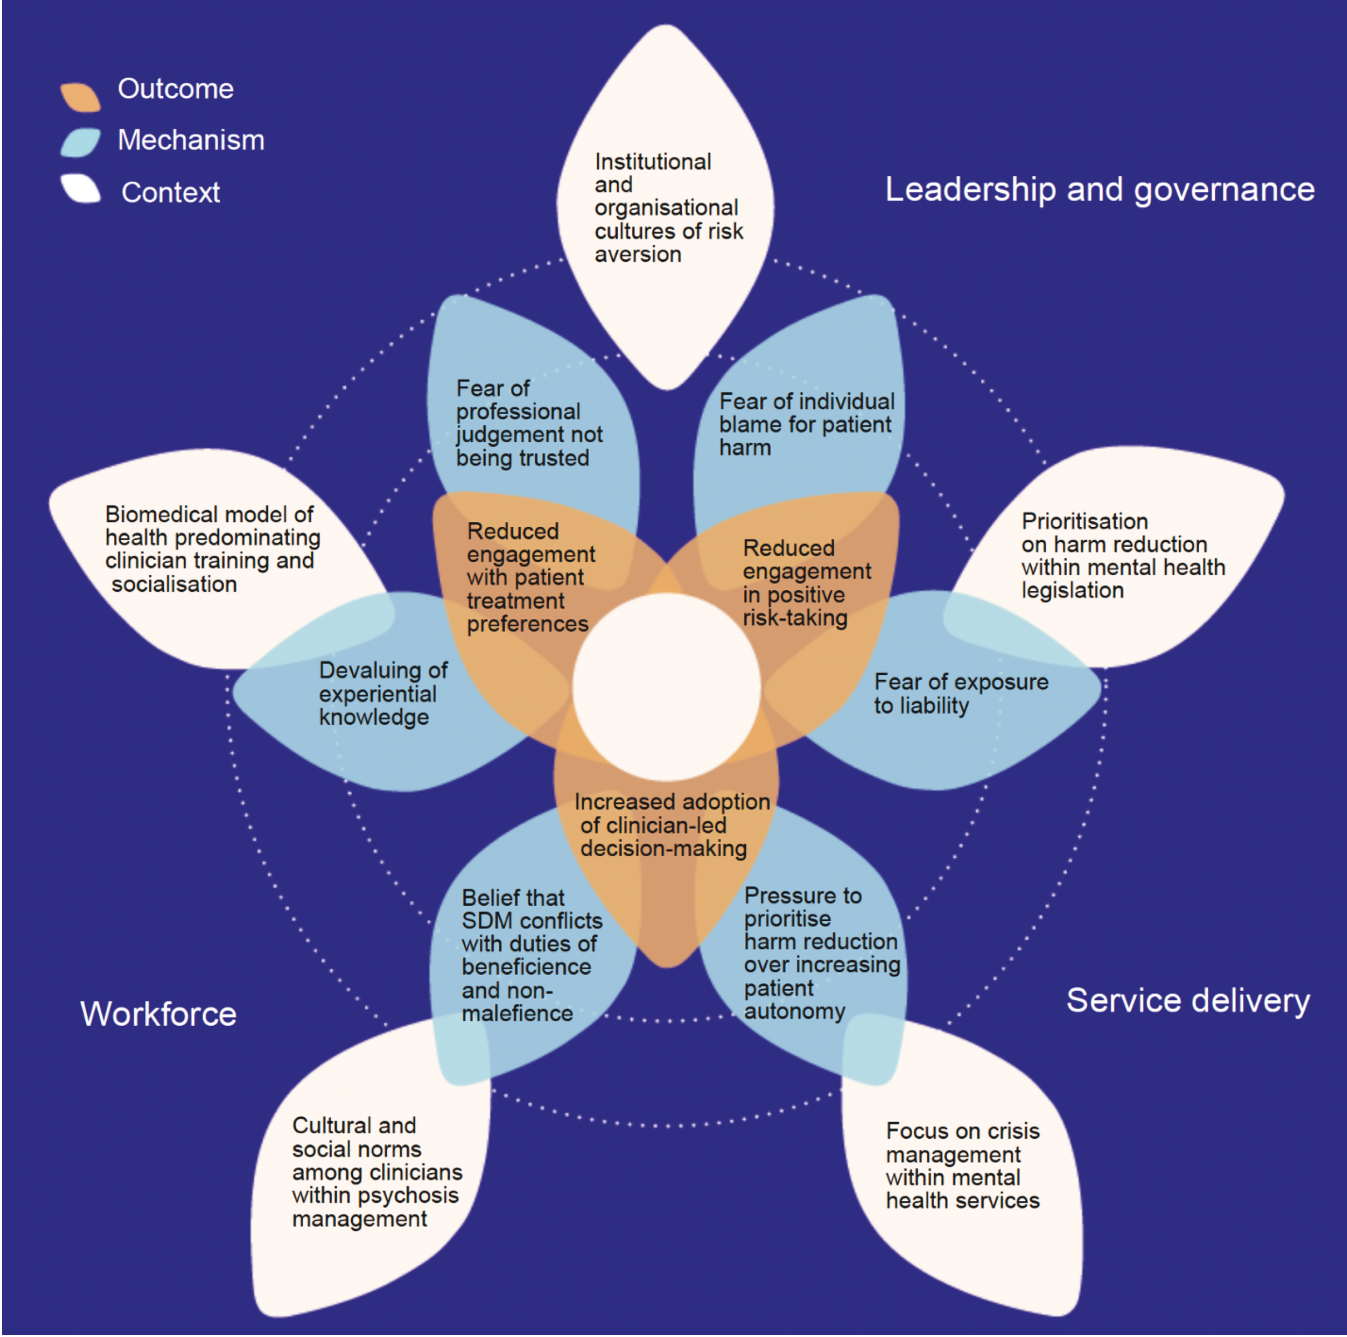 Outcome
Mechanism
Context
Institutional
and
organisational
cultures of risk
aversion
Leadership and governance
Fear of
professional
judgement not
being trusted
Fear of individual
blame for patient
harm
Biomedical model of
health predominating
clinician training and
socialisation
Reduced
engagement
with patient
treatment
preferences
Reduced
engagement
in positive
risk-taking
Prioritisation
on harm reduction
within mental health
legislation
Devaluing of
experiential
knowledge
Fear of exposure
to liability
Increased adoption
of clinician-led
decision-making
Belief that
SDM conflicts
with duties of
beneficience
and non-
malefience
Pressure to
prioritise
harm reduction
over increasing
patient
autonomy
Workforce
Service delivery
Cultural and
social norms
among clinicians
within psychosis
management
Focus on crisis
management
within mental
health services